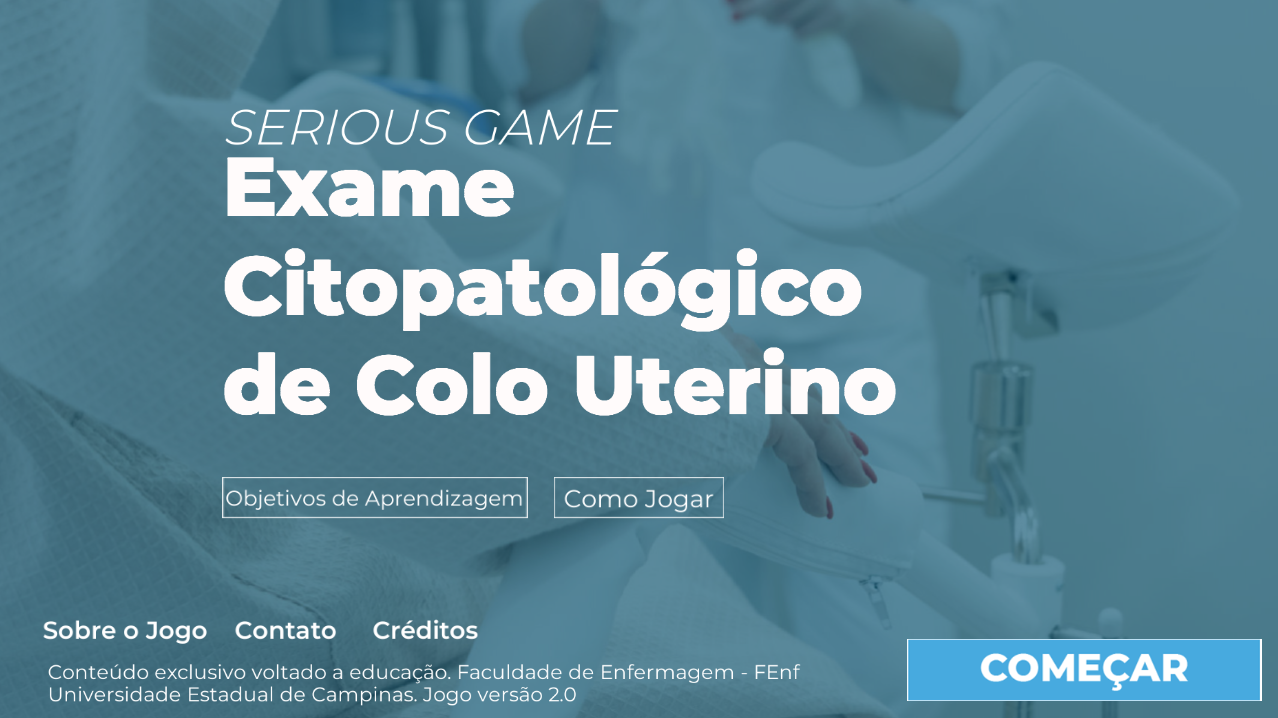 SERIOUS GAME
Exame
Citopatológico
de Colo Uterino
Objetivos de Aprendizagem
Como Jogar
Sobre o Jogo Contato Créditos
Conteúdo exclusivo voltado a educação. Faculdade de Enfermagem - FEnf
Universidade Estadual de Campinas. Jogo versão 2.0
COMEÇAR